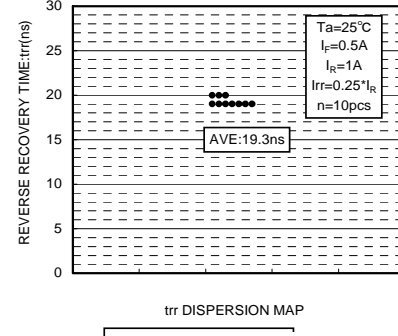 30
25
20
15
10
5
0
REVERSE RECOVERY TIME:trr(ns)
Ta=25°C
IF=0.5A
IR=1A
Irr=0.25*IR
n=10pcs
AVE:19.3ns
trr DISPERSION MAP